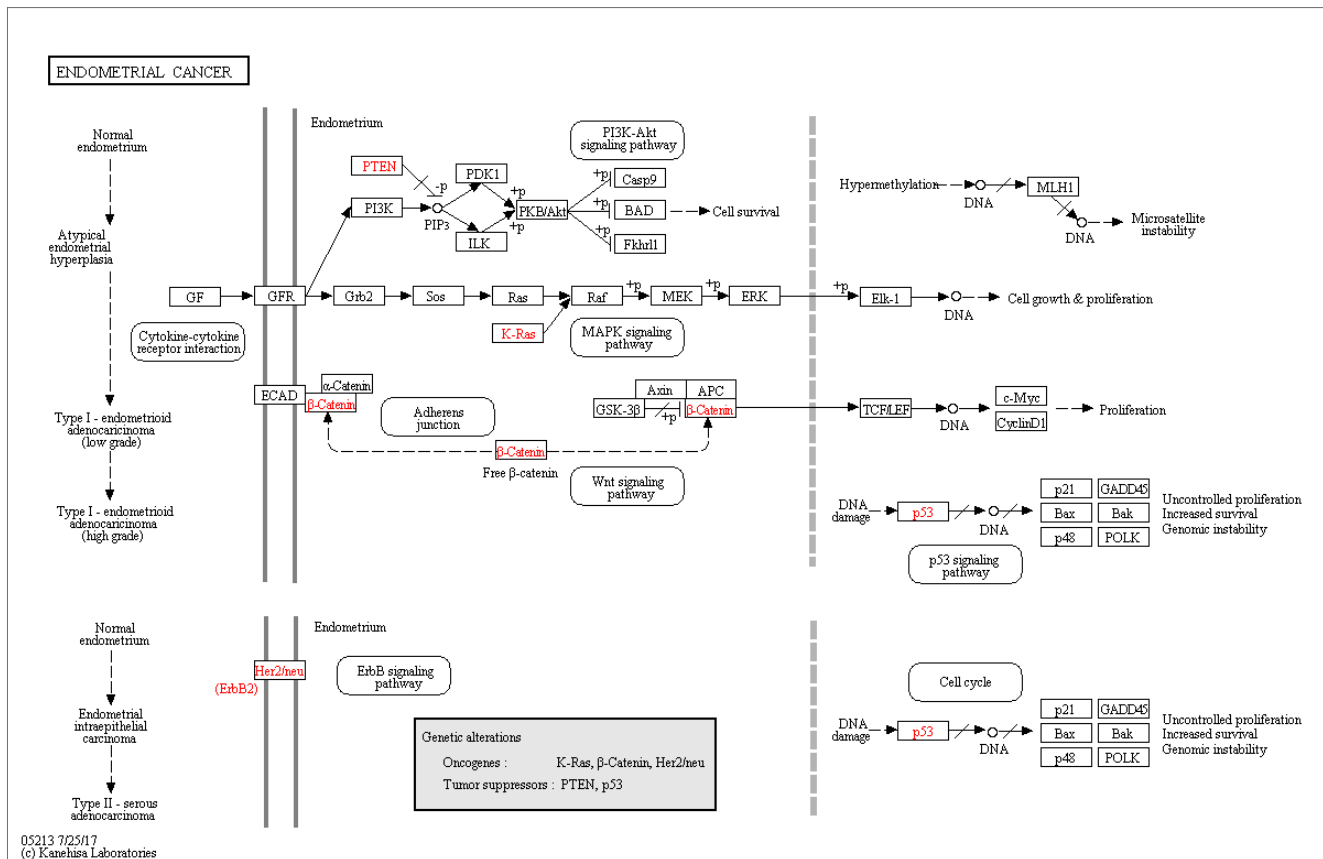 ENDOMETRIAL CANCER
Normal
endometrium
Atypical
endometrial
hyperplasia
Type I - endometrioid
adenocaricinoma
(low grade)
Type I - endometrioid
adenocaricinoma
(high grade)
Endometrium
PI3K-Akt
signaling pathway
PTEN
-p
PI3K
PIP3
PDK1
ILK
+p
+p
PKB/Akt
+p
+p
+p
Casp9
BAD
Fkhrl1
Cell survival
Hypermethylation
DNA
MLH1
DNA
Microsatellite
instability
GF
GFR
Grb2
Sos
Ras
Raf
+p
MEK
+p
ERK
+p
Elk-1
DNA
Cell growth & proliferation
K-Ras
MAPK signaling
pathway
Cytokine-cytokine
receptor interaction
ECAD
α-Catenin
β-Catenin
Adherens
junction
β-Catenin
Free β-catenin
Axin
APC
GSK-3β
+p
β-Catenin
Wnt signaling
pathway
TCF/LEF
DNA
c-Myc
CyclinD1
Proliferation
DNA
damage
p53
DNA
p21
GADD45
Bax
Bak
p48
POLK
Uncontrolled proliferation
Increased survival
Genomic instability
p53 signaling
pathway
Normal
endometrium
Endometrial
intraepithelial
carcinoma
Type II - serous
adenocarcinoma
Endometrium
Her2/neu
(ErbB2)
ErbB signaling
pathway
Cell cycle
DNA
damage
p53
DNA
p21
GADD45
Bax
Bak
p48
POLK
Uncontrolled proliferation
Increased survival
Genomic instability
Genetic alterations
Oncogenes : K-Ras, β-Catenin, Her2/neu
Tumor suppressors : PTEN, p53
05213 7/25/17
(c) Kanehisa Laboratories